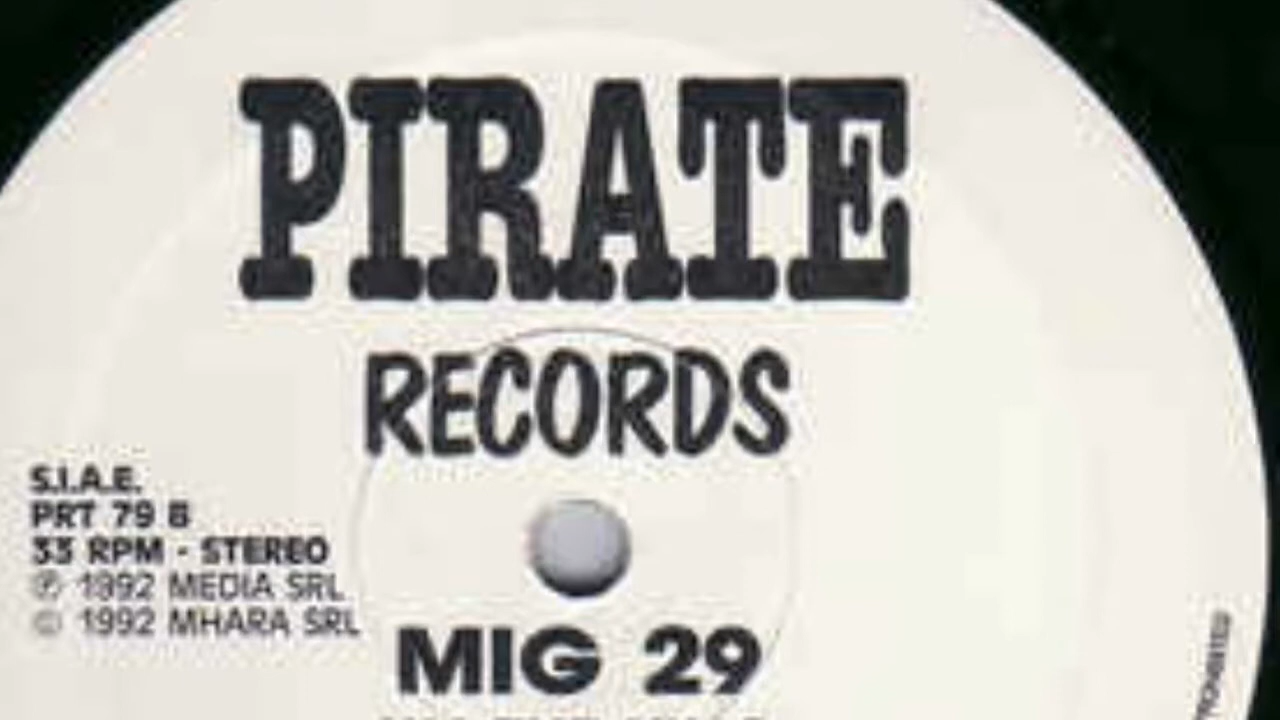 PIRATE
RECORDS
S.I.A.E.
PRT 79 B
33 RPM - STEREO
℗ 1992 MEDIA SRL
© 1992 MHARA SRL
MIG 29